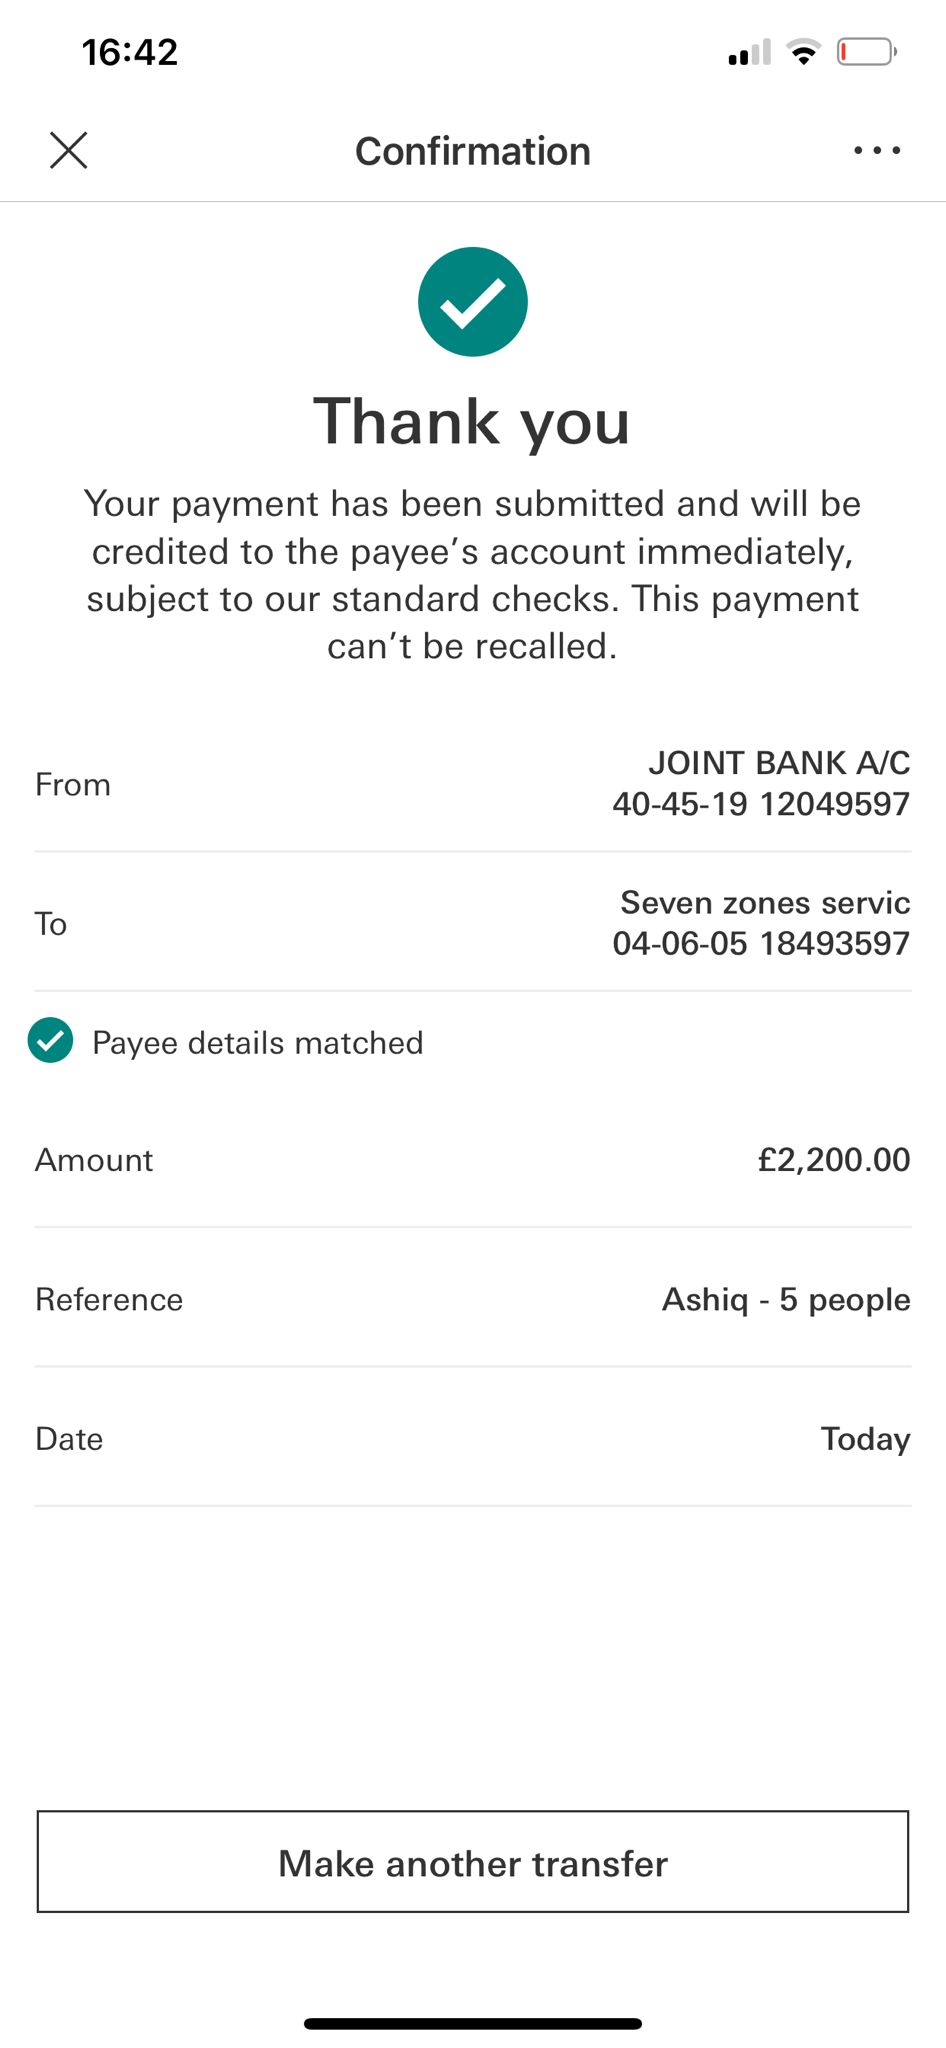 16:42
Confirmation
Thank you
Your payment has been submitted and will be
credited to the payee’s account immediately,
subject to our standard checks. This payment
can’t be recalled.
From
JOINT BANK A/C
40-45-19 12049597
To
Seven zones servic
04-06-05 18493597
Payee details matched
Amount
£2,200.00
Reference
Ashiq - 5 people
Date
Today
Make another transfer